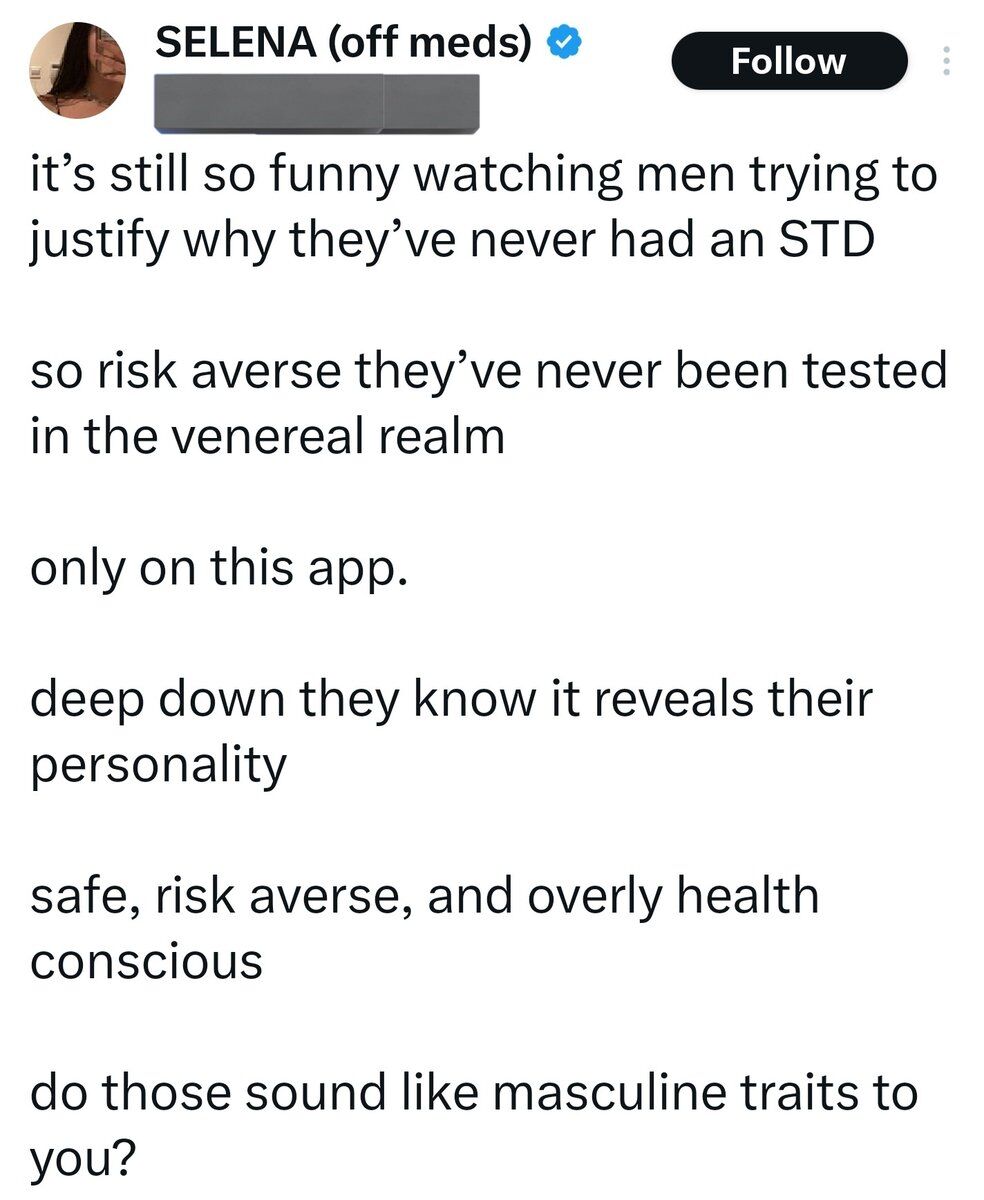 SELENA (off meds)
Follow
it’s still so funny watching men trying to
justify why they’ve never had an STD
so risk averse they’ve never been tested
in the venereal realm
only on this app.
deep down they know it reveals their
personality
safe, risk averse, and overly health
conscious
do those sound like masculine traits to
you?